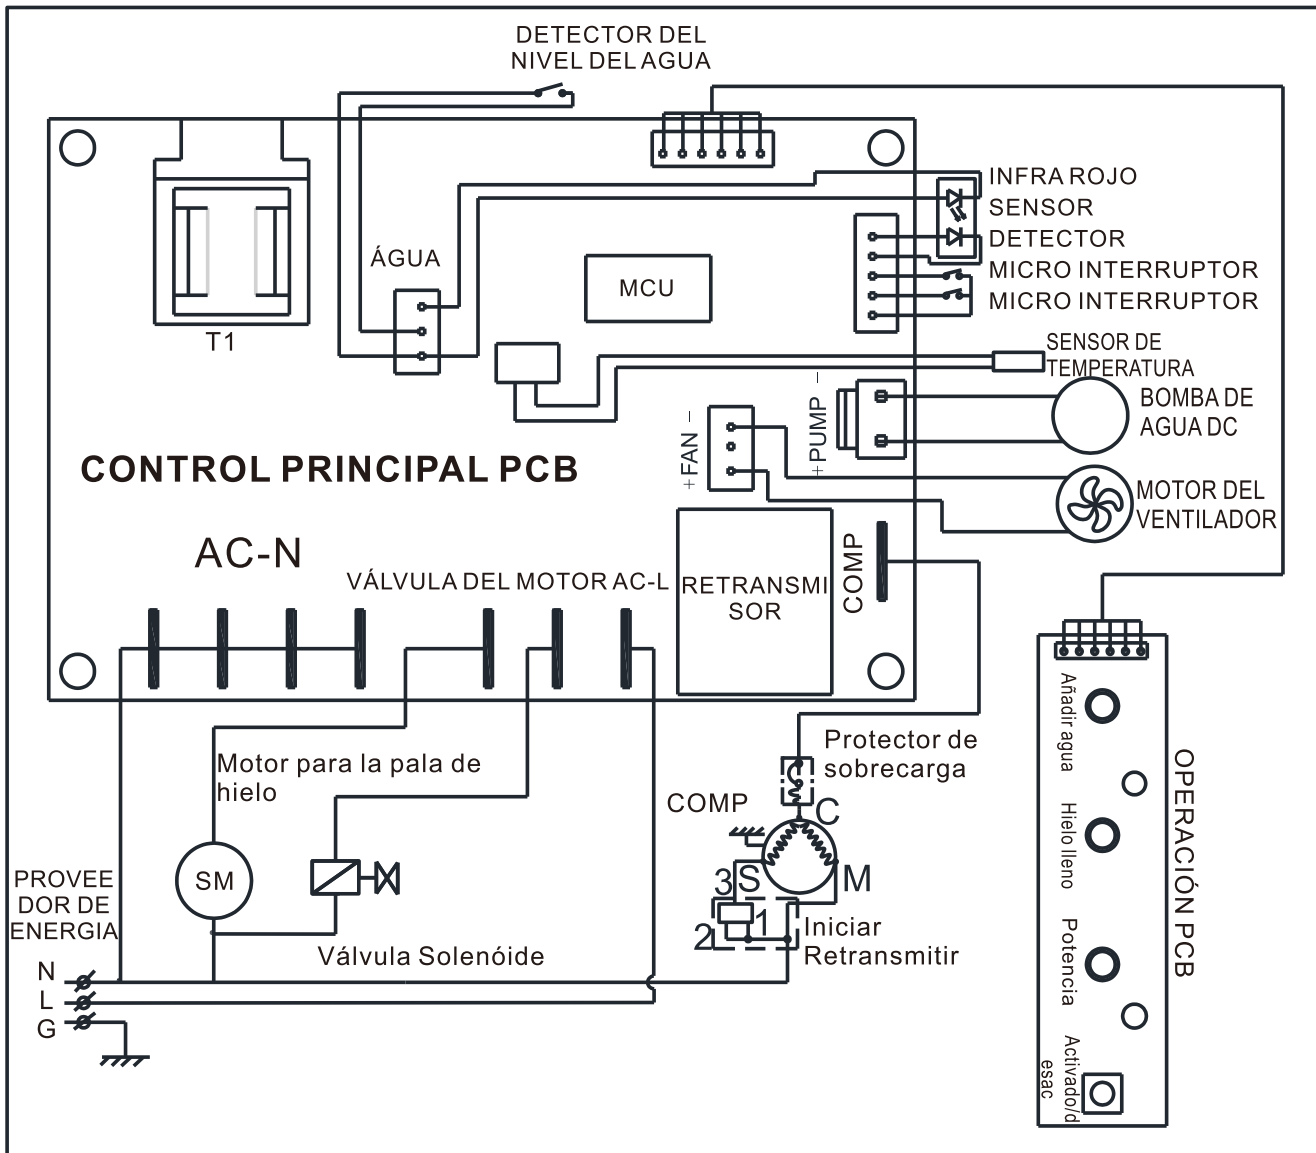 DETECTOR DEL
NIVEL DEL AGUA
INFRA ROJO
SENSOR
DETECTOR
MICRO INTERRUPTOR
MICRO INTERRUPTOR
ÁGUA
MCU
T1
SENSOR DE
TEMPERATURA
BOMBA DE
AGUA DC
+PUMP -
+FAN -
MOTOR DEL
VENTILADOR
CONTROL PRINCIPAL PCB
AC-N
VÁLVULA DEL MOTOR AC-L
RETRANSMI
SOR
COMP
Motor para la pala de
hielo
Protector de
sobrecarga
COMP
C
SM
S
M
3
2
1
Iniciar
Retransmitir
PROVEE
DOR DE
ENERGIA
Válvula Solenóide
N
L
G
Añadir agua
Hielo lleno
Potencia
Activado/d
esac
OPERACIÓN PCB